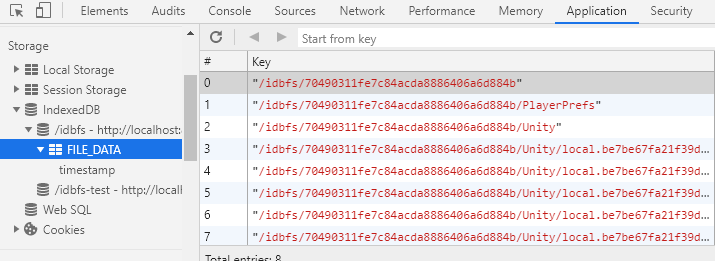 Elements Audits Console Sources Network Performance Memory Application Security
Storage
Local Storage
Session Storage
IndexedDB
/idbfs - http://localhost:
FILE_DATA
timestamp
/idbfs-test - http://local
Web SQL
Cookies
Start from key
# Key
0 "/idbfs/70490311fe7c84acda8886406a6d884b"
1 "/idbfs/70490311fe7c84acda8886406a6d884b/PlayerPrefs"
2 "/idbfs/70490311fe7c84acda8886406a6d884b/Unity"
3 "/idbfs/70490311fe7c84acda8886406a6d884b/Unity/local.be7be67fa21f39d...
4 "/idbfs/70490311fe7c84acda8886406a6d884b/Unity/local.be7be67fa21f39d...
5 "/idbfs/70490311fe7c84acda8886406a6d884b/Unity/local.be7be67fa21f39d...
6 "/idbfs/70490311fe7c84acda8886406a6d884b/Unity/local.be7be67fa21f39d...
7 "/idbfs/70490311fe7c84acda8886406a6d884b/Unity/local.be7be67fa21f39d...
Total entries: 8